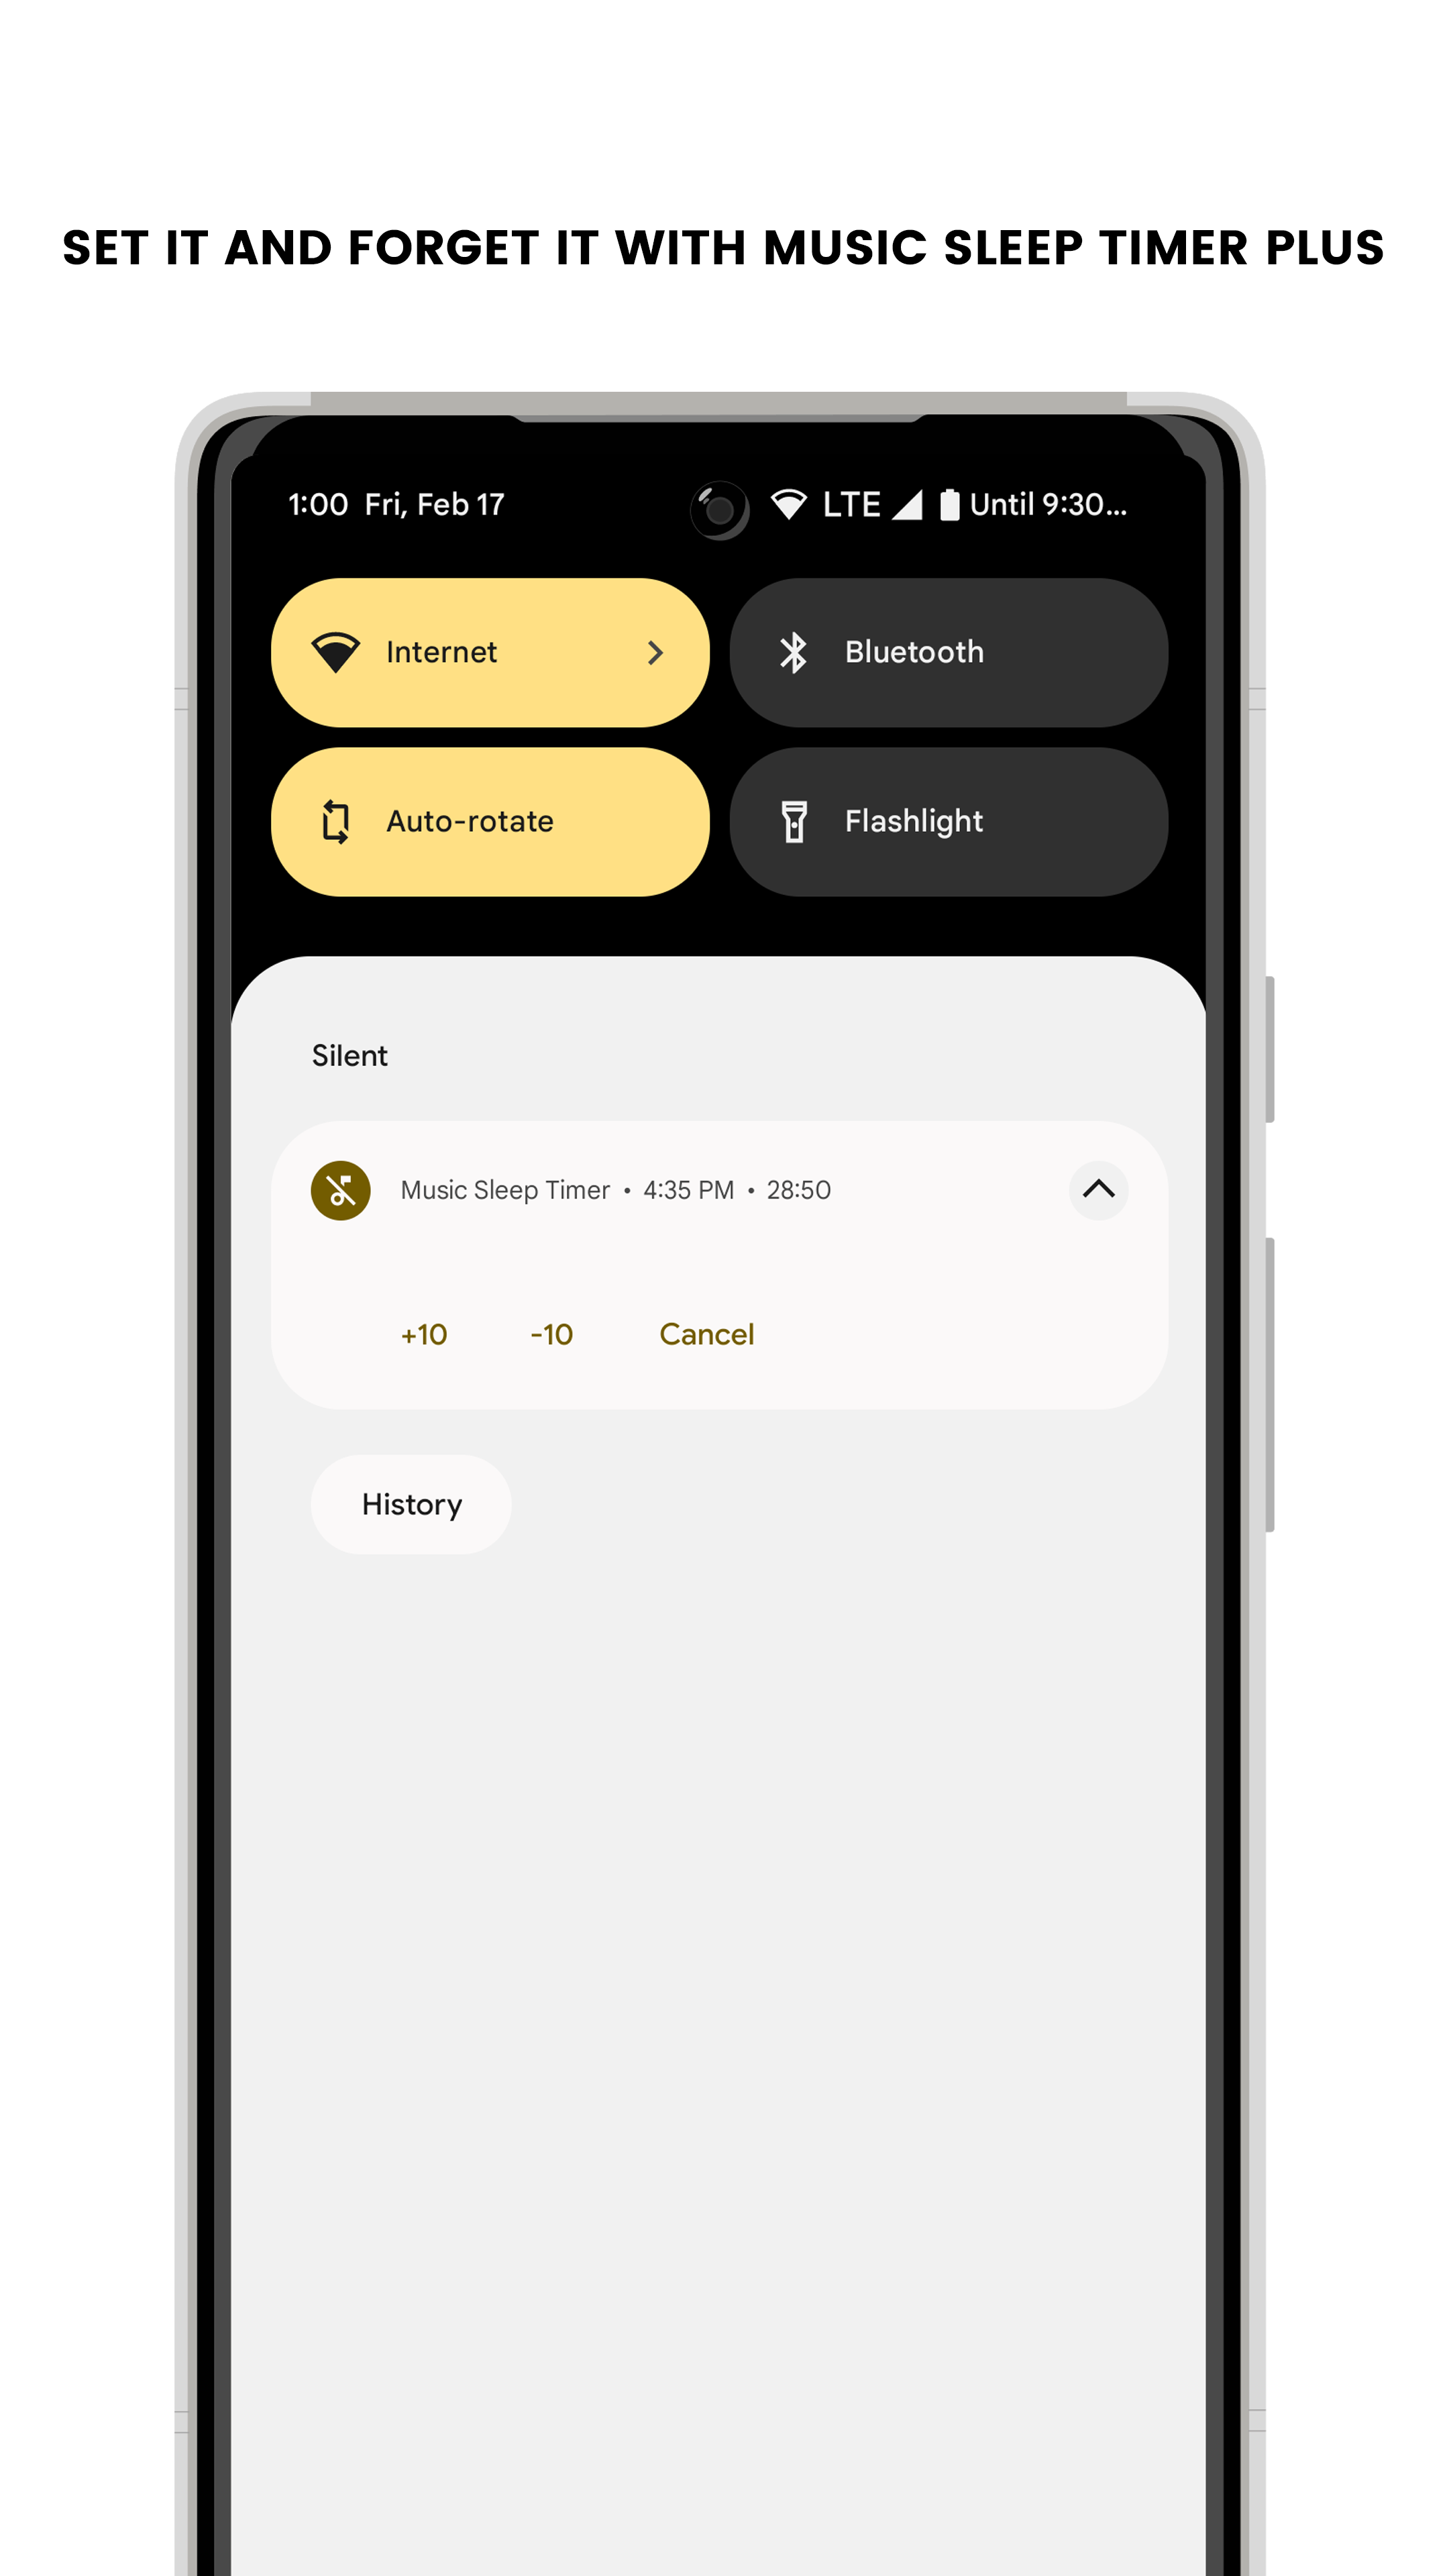 SET IT AND FORGET IT WITH MUSIC SLEEP TIMER PLUS
1:00 Fri, Feb 17 LTE Until 9:30...
Internet Bluetooth
Auto-rotate Flashlight
Silent
Music Sleep Timer • 4:35 PM • 28:50
+10 -10 Cancel
History